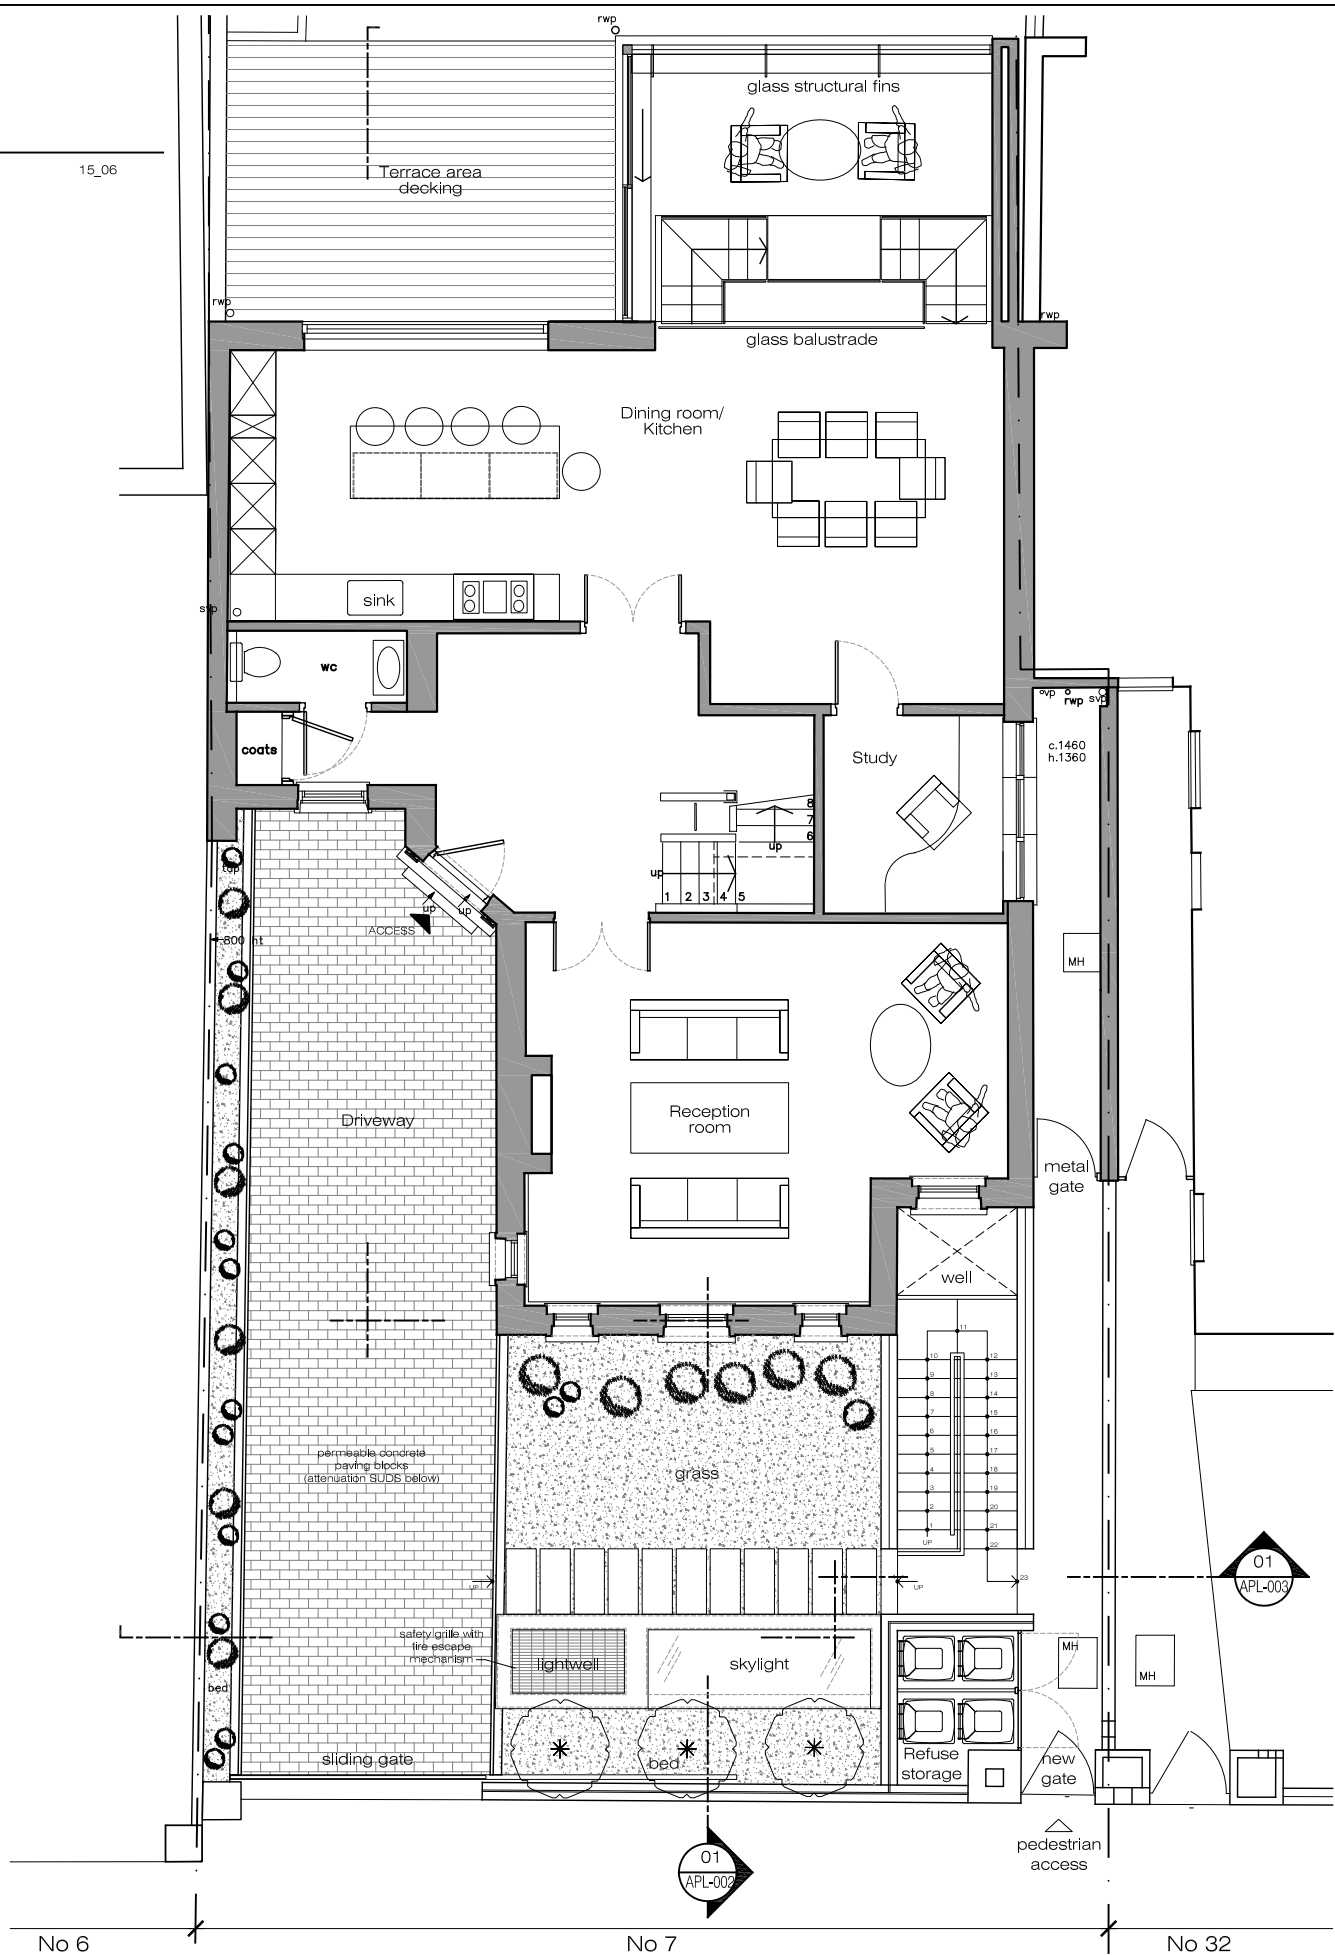 rwp
glass structural fins
15_06
Terrace area
decking
rwp
rwp
glass balustrade
Dining room/
Kitchen
sink
svp
wc
ovp
rwp
svp
coats
c.1460
h.1360
Study
8
7
6
up
up
1 2 3 4 5
up
up
ACCESS
800 ht
MH
Reception
room
Driveway
metal
gate
well
11
10
9
8
7
6
5
4
3
2
1
UP
12
13
14
15
16
17
18
19
20
21
22
23
permeable concrete
paving blocks
(attenuation SUDS below)
grass
UP
UP
01
APL-003
safety grille with
fire escape
mechanism
lightwell
skylight
MH
MH
bed
sliding gate
bed
Refuse
storage
new
gate
pedestrian
access
01
APL-002
No 6
No 7
No 32